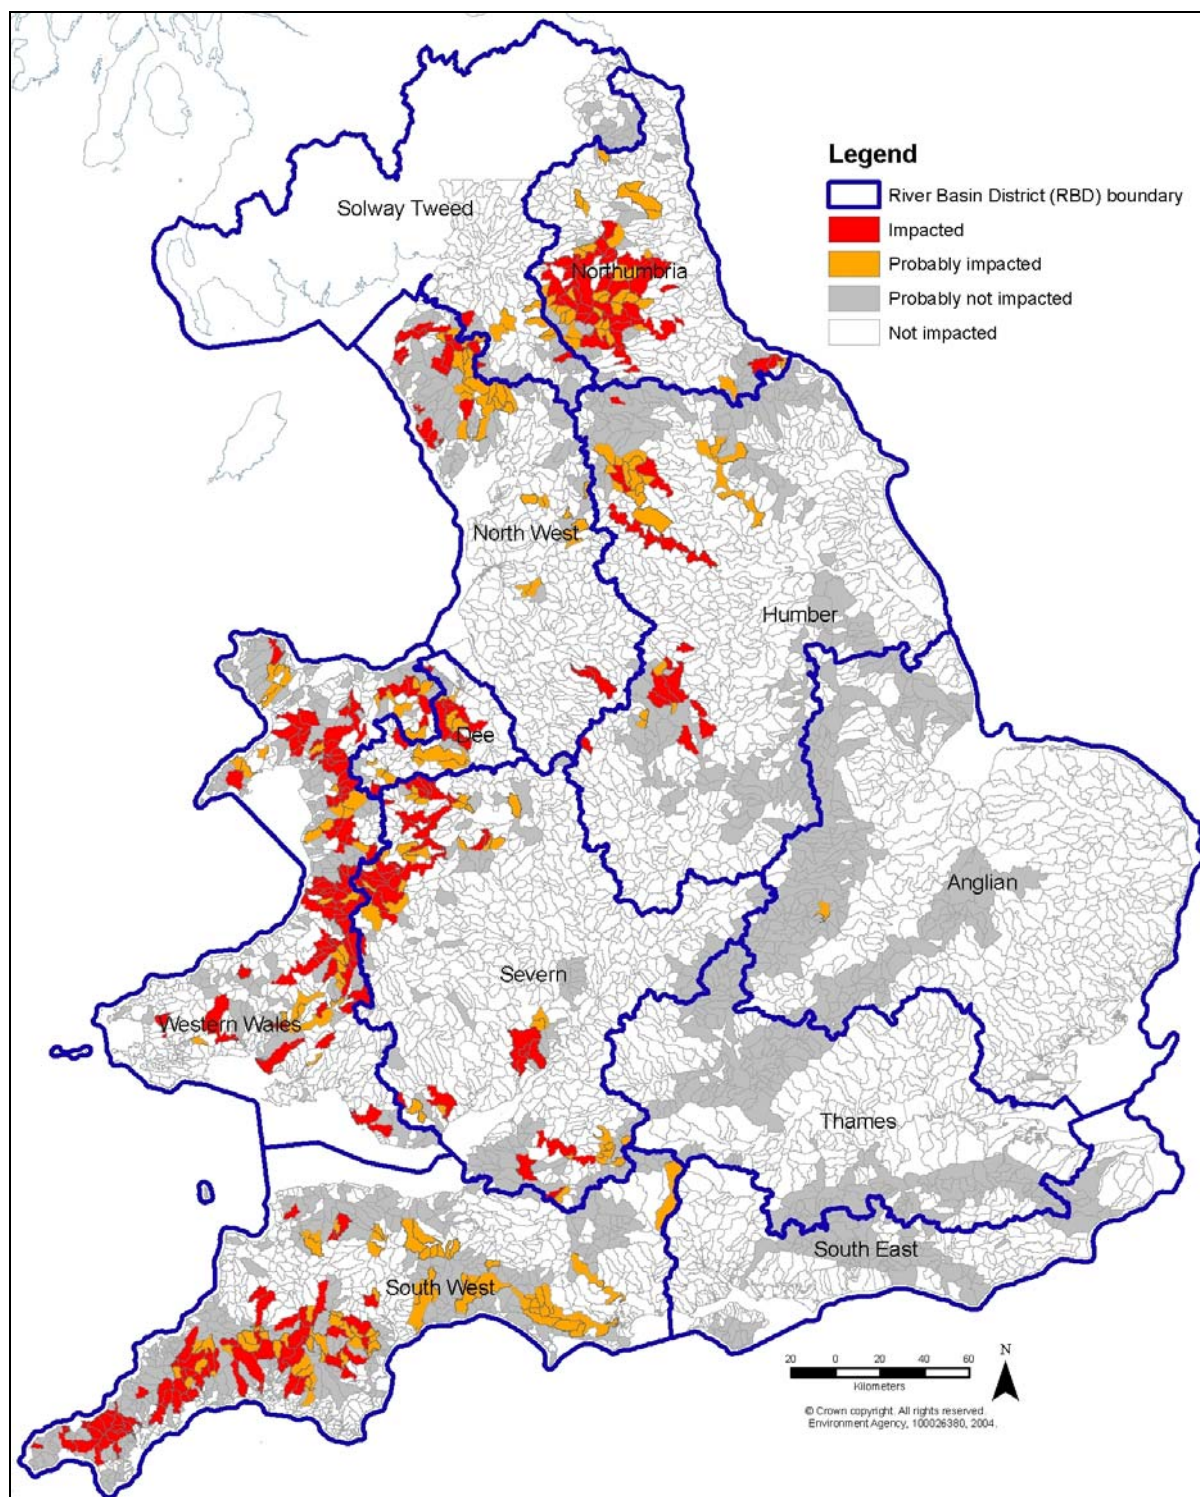 Legend
River Basin District (RBD) boundary
Impacted
Probably impacted
Probably not impacted
Not impacted
Solway Tweed
Northumbria
North West
Humber
Dee
Anglian
Severn
Western Wales
Thames
South East
South West
N
20 0 20 40 60
Kilometers
© Crown copyright. All rights reserved.
Environment Agency, 100026380, 2004.